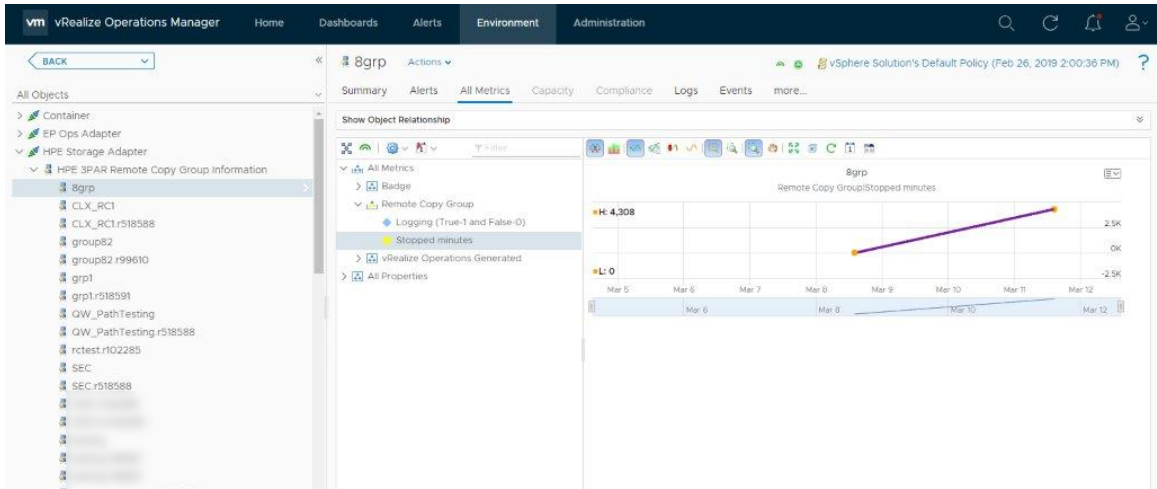 vm vRealize Operations Manager Home Dashboards Alerts Environment Administration
BACK
All Objects
Container
EP Ops Adapter
HPE Storage Adapter
HPE 3PAR Remote Copy Group Information
8grp
CLX_RC1
CLX_RC1.r518588
group82
group82.r99610
grp1
grp1.r518591
QW_PathTesting
QW_PathTesting.r518588
rctest.r102285
SEC
SEC.r518588
8grp Actions
vSphere Solution's Default Policy (Feb 26, 2019 2:00:36 PM) ?
Summary Alerts All Metrics Capacity Compliance Logs Events more...
Show Object Relationship
Filter
All Metrics
Badge
Remote Copy Group
Logging (True-1 and False-0)
Stopped minutes
vRealize Operations Generated
All Properties
8grp
Remote Copy Group|Stopped minutes
H: 4,308
2.5K
0K
L: 0
-2.5K
Mar 5 Mar 6 Mar 7 Mar 8 Mar 9 Mar 10 Mar 11 Mar 12
Mar 6 Mar 8 Mar 10 Mar 12